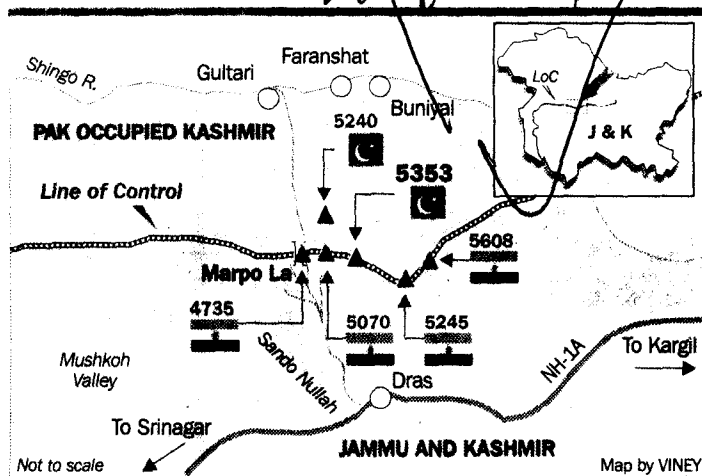 Shingo R.
Gultari
Faranshat
Buniyal
LoC
J & K
PAK OCCUPIED KASHMIR
5240
5353
Line of Control
5608
Marpo La
4735
5070
5245
Mushkoh
Valley
Sando Nullah
Dras
NH-1A
To Kargil
To Srinagar
JAMMU AND KASHMIR
Not to scale
Map by VINEY